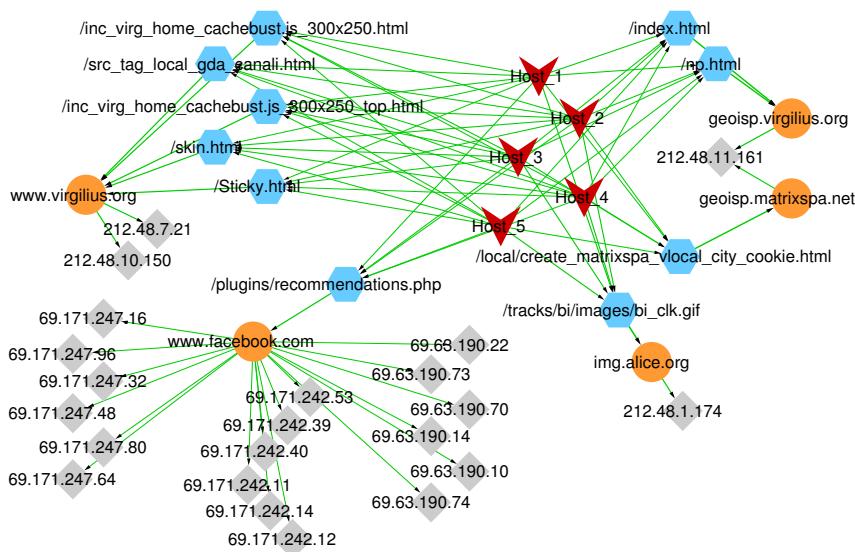 /inc_virg_home_cachebust.js_300x250.html
/index.html
/src_tag_local_gda_canali.html
/np.html
Host_1
/inc_virg_home_cachebust.js_300x250_top.html
Host_2
geoisp.virgilius.org
/skin.html
Host_3
212.48.11.161
/Sticky.html
www.virgilius.org
Host_4
geoisp.matrixspa.net
212.48.7.21
Host_5
212.48.10.150
/local/create_matrixspa_vlocal_city_cookie.html
/plugins/recommendations.php
/tracks/bi/images/bi_clk.gif
69.171.247.16
www.facebook.com
69.63.190.22
69.171.247.96
img.alice.org
69.171.247.32
69.63.190.73
69.171.242.53
69.171.247.48
69.63.190.70
212.48.1.174
69.171.242.39
69.63.190.14
69.171.247.80
69.171.242.40
69.63.190.10
69.171.247.64
69.171.242.11
69.63.190.74
69.171.242.14
69.171.242.12